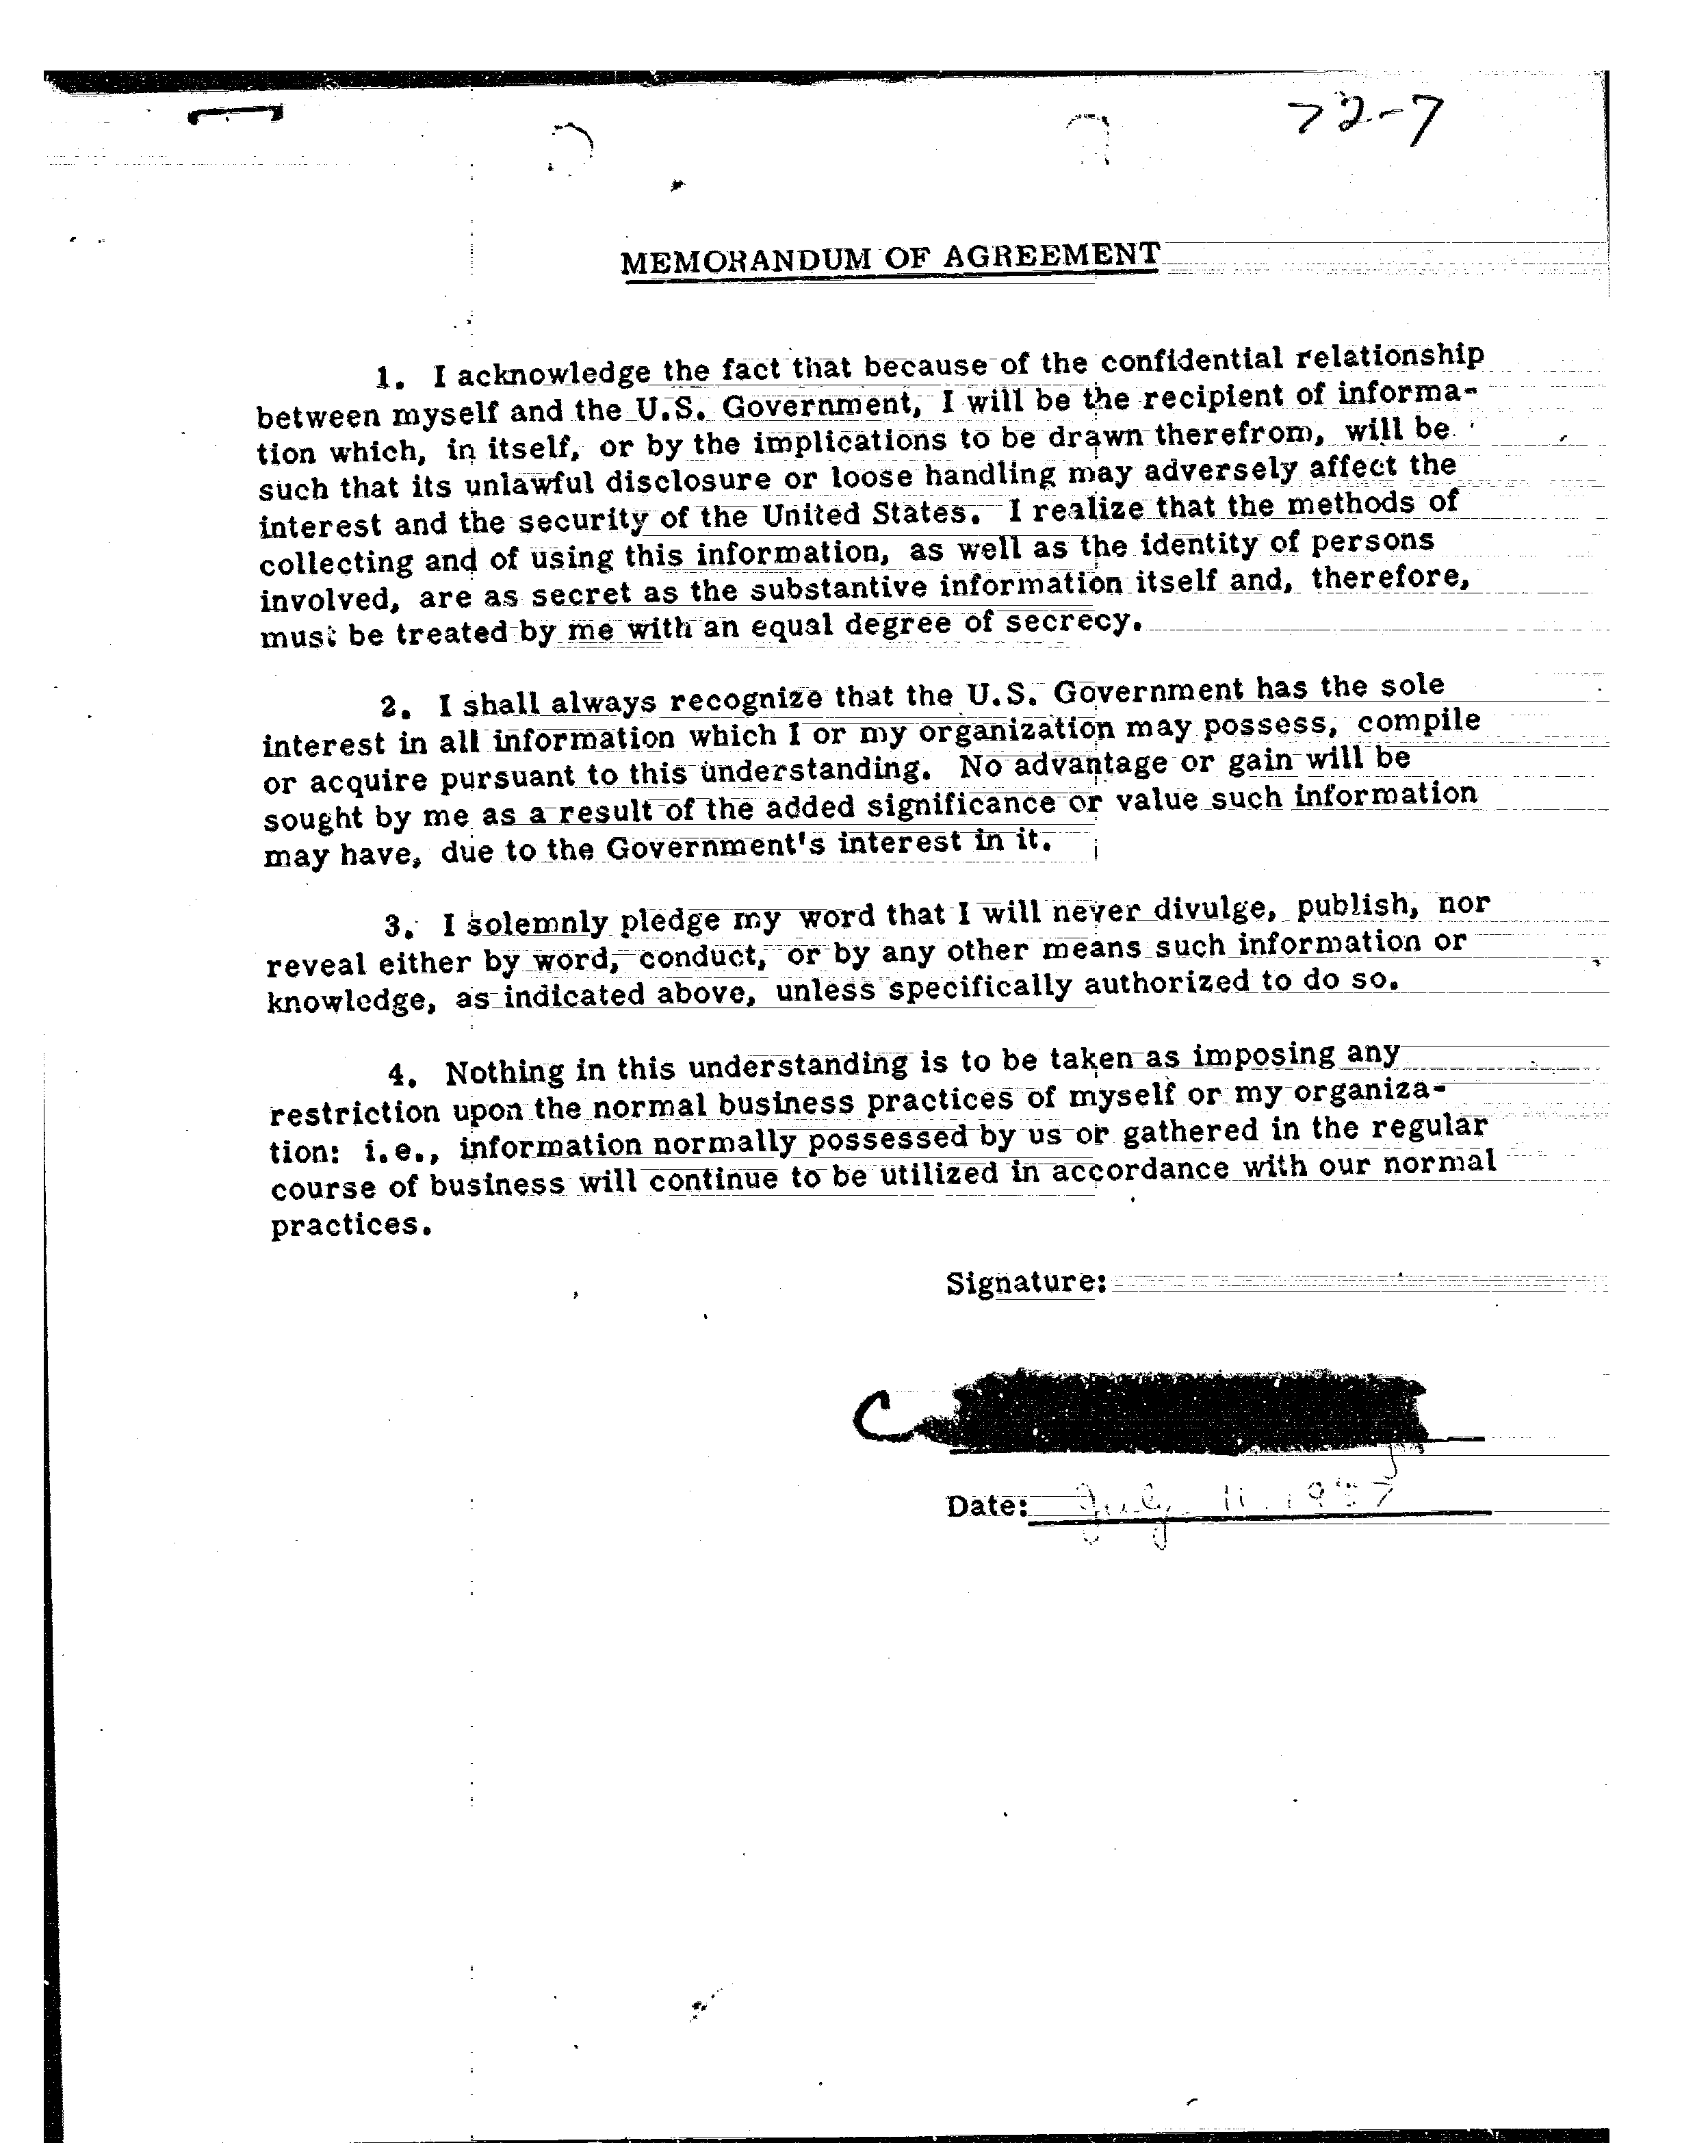 72-7
MEMORANDUM OF AGREEMENT
1. I acknowledge the fact that because of the confidential relationship
between myself and the U.S. Government, I will be the recipient of informa-
tion which, in itself, or by the implications to be drawn therefrom, will be
such that its unlawful disclosure or loose handling may adversely affect the
interest and the security of the United States. I realize that the methods of
collecting and of using this information, as well as the identity of persons
involved, are as secret as the substantive information itself and, therefore,
must be treated by me with an equal degree of secrecy.
2. I shall always recognize that the U.S. Government has the sole
interest in all information which I or my organization may possess, compile
or acquire pursuant to this understanding. No advantage or gain will be
sought by me as a result of the added significance or value such information
may have, due to the Government's interest in it.
3. I solemnly pledge my word that I will never divulge, publish, nor
reveal either by word, conduct, or by any other means such information or
knowledge, as indicated above, unless specifically authorized to do so.
4. Nothing in this understanding is to be taken as imposing any
restriction upon the normal business practices of myself or my organiza-
tion: i.e., information normally possessed by us or gathered in the regular
course of business will continue to be utilized in accordance with our normal
practices.
Signature:
C
Date: July 11, 1957